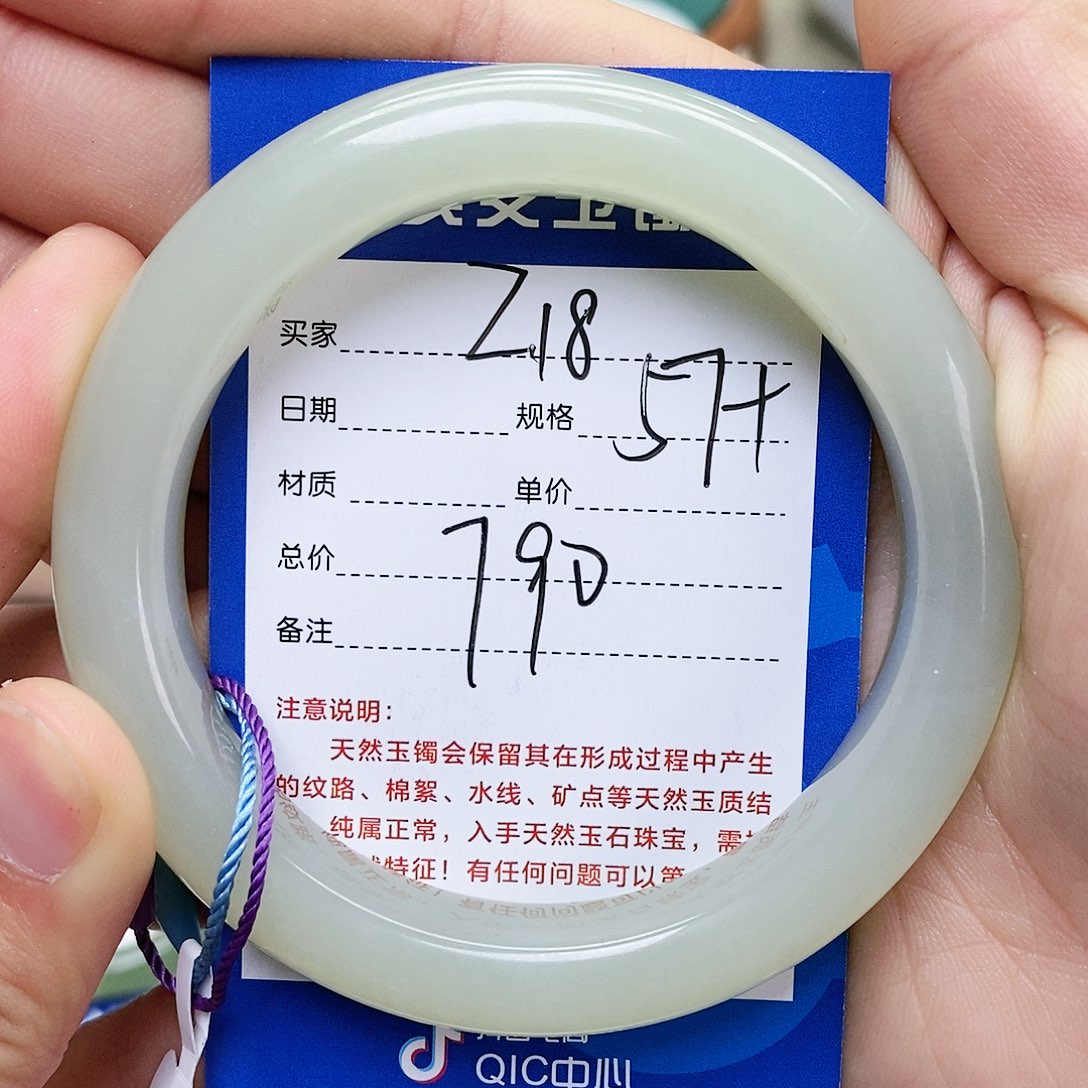 买家 Z.18
日期 规格 57+
材质 单价
总价 790
备注
注意说明:
天然玉镯会保留其在形成过程中产生
的纹路、棉絮、水线、矿点等天然玉质结
纯属正常，入手天然玉石珠宝，需
特征！有任何问题可以第
QIC中心